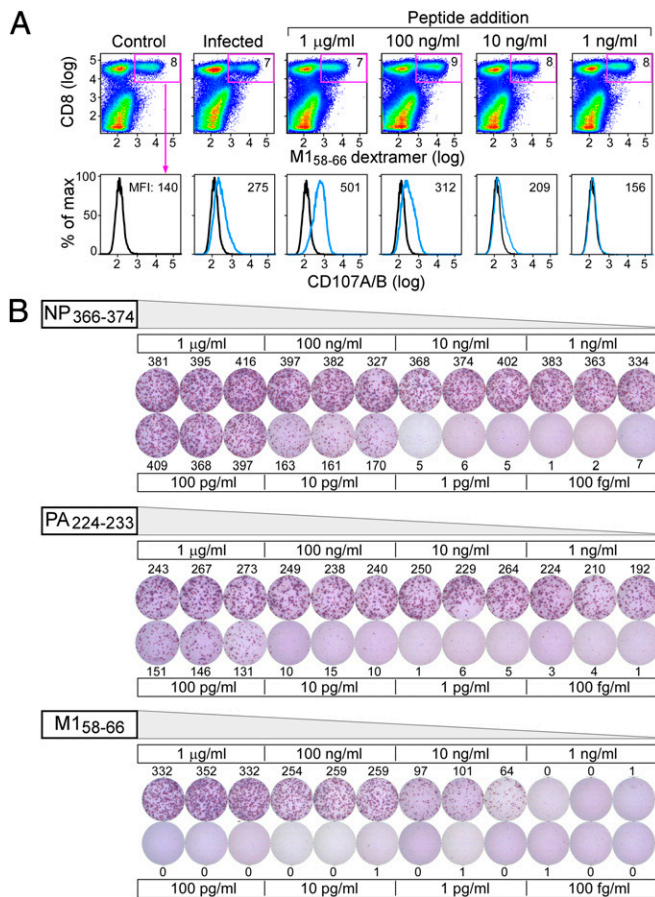 A
Peptide addition
Control Infected 1 μg/ml 100 ng/ml 10 ng/ml 1 ng/ml
CD8 (log)
5
4
3
2
8 7 7 9 8 8
2 3 4 5 2 3 4 5 2 3 4 5 2 3 4 5 2 3 4 5 2 3 4 5
M158-66 dextramer (log)
% of max
100
50
0
MFI: 140 275 501 312 209 156
2 3 4 5 2 3 4 5 2 3 4 5 2 3 4 5 2 3 4 5 2 3 4 5
CD107A/B (log)
B
NP366-374
1 μg/ml 100 ng/ml 10 ng/ml 1 ng/ml
381 395 416 397 382 327 368 374 402 383 363 334
409 368 397 163 161 170 5 6 5 1 2 7
100 pg/ml 10 pg/ml 1 pg/ml 100 fg/ml
PA224-233
1 μg/ml 100 ng/ml 10 ng/ml 1 ng/ml
243 267 273 249 238 240 250 229 264 224 210 192
151 146 131 10 15 10 1 6 5 3 4 1
100 pg/ml 10 pg/ml 1 pg/ml 100 fg/ml
M158-66
1 μg/ml 100 ng/ml 10 ng/ml 1 ng/ml
332 352 332 254 259 259 97 101 64 0 0 1
0 0 0 0 0 1 0 1 0 1 0 0
100 pg/ml 10 pg/ml 1 pg/ml 100 fg/ml